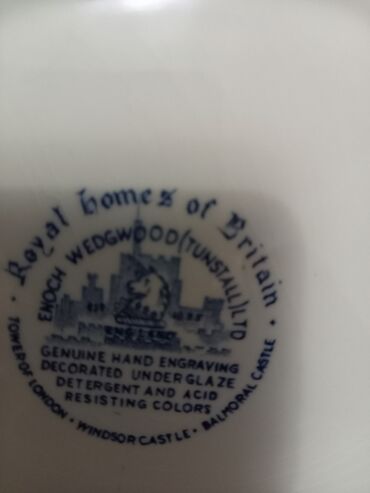 Royal Homes of Britain
ENOCH WEDGWOOD (TUNSTALL) LTD
ENGLAND
GENUINE HAND ENGRAVING
DECORATED UNDERGLAZE
DETERGENT AND ACID
RESISTING COLORS
TOWER OF LONDON · WINDSOR CASTLE · BALMORAL CASTLE